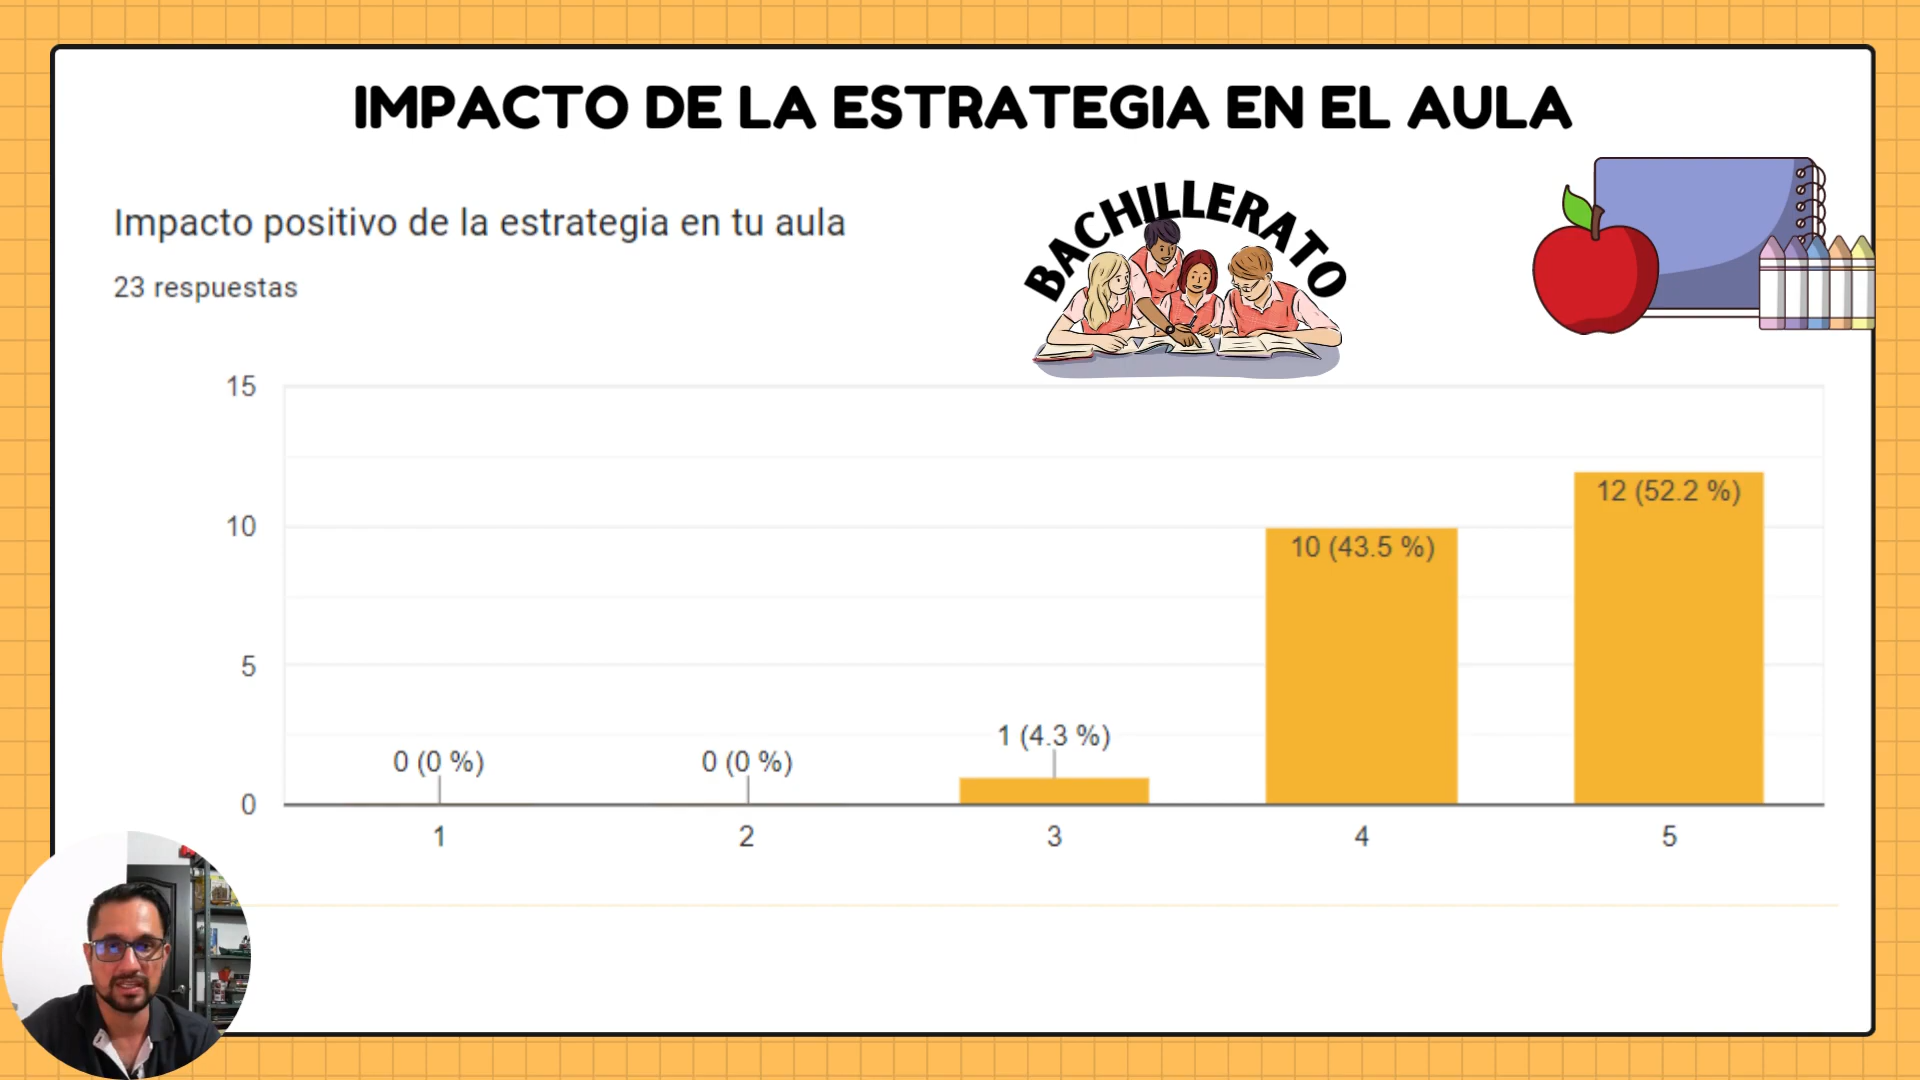 IMPACTO DE LA ESTRATEGIA EN EL AULA
Impacto positivo de la estrategia en tu aula
23 respuestas
BACHILLERATO
15
10
5
0
0 (0 %)
0 (0 %)
1 (4.3 %)
10 (43.5 %)
12 (52.2 %)
1
2
3
4
5